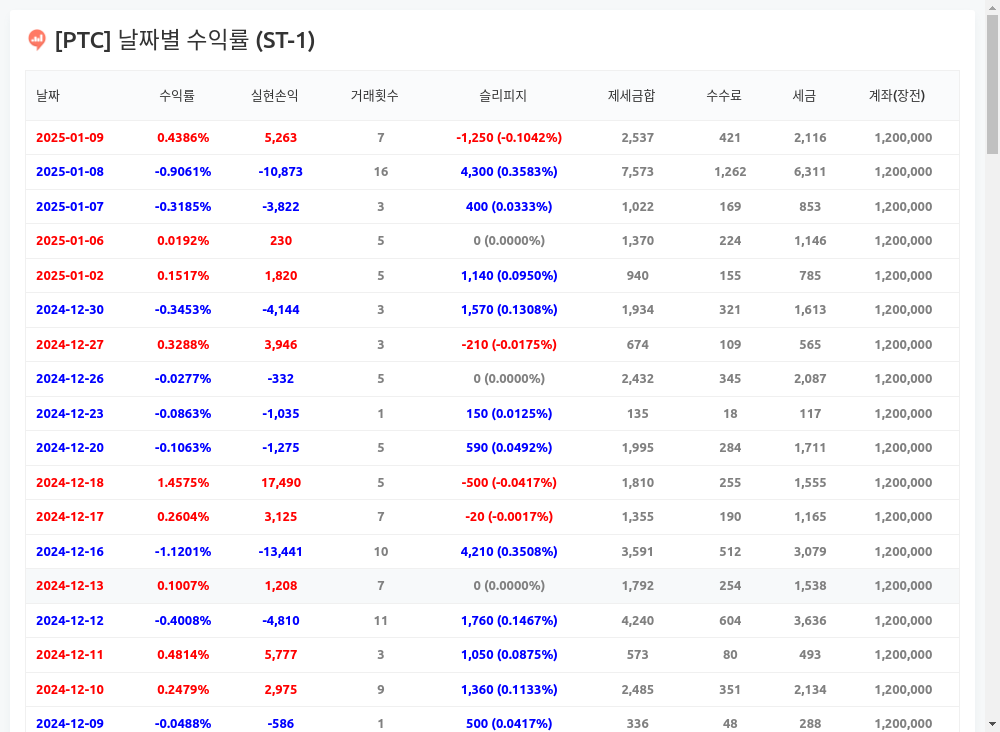 [PTC] 날짜별 수익률 (ST-1)
날짜 수익률 실현손익 거래횟수 슬리피지 제세금합 수수료 세금 계좌(장전)
2025-01-09 0.4386% 5,263 7 -1,250 (-0.1042%) 2,537 421 2,116 1,200,000
2025-01-08 -0.9061% -10,873 16 4,300 (0.3583%) 7,573 1,262 6,311 1,200,000
2025-01-07 -0.3185% -3,822 3 400 (0.0333%) 1,022 169 853 1,200,000
2025-01-06 0.0192% 230 5 0 (0.0000%) 1,370 224 1,146 1,200,000
2025-01-02 0.1517% 1,820 5 1,140 (0.0950%) 940 155 785 1,200,000
2024-12-30 -0.3453% -4,144 3 1,570 (0.1308%) 1,934 321 1,613 1,200,000
2024-12-27 0.3288% 3,946 3 -210 (-0.0175%) 674 109 565 1,200,000
2024-12-26 -0.0277% -332 5 0 (0.0000%) 2,432 345 2,087 1,200,000
2024-12-23 -0.0863% -1,035 1 150 (0.0125%) 135 18 117 1,200,000
2024-12-20 -0.1063% -1,275 5 590 (0.0492%) 1,995 284 1,711 1,200,000
2024-12-18 1.4575% 17,490 5 -500 (-0.0417%) 1,810 255 1,555 1,200,000
2024-12-17 0.2604% 3,125 7 -20 (-0.0017%) 1,355 190 1,165 1,200,000
2024-12-16 -1.1201% -13,441 10 4,210 (0.3508%) 3,591 512 3,079 1,200,000
2024-12-13 0.1007% 1,208 7 0 (0.0000%) 1,792 254 1,538 1,200,000
2024-12-12 -0.4008% -4,810 11 1,760 (0.1467%) 4,240 604 3,636 1,200,000
2024-12-11 0.4814% 5,777 3 1,050 (0.0875%) 573 80 493 1,200,000
2024-12-10 0.2479% 2,975 9 1,360 (0.1133%) 2,485 351 2,134 1,200,000
2024-12-09 -0.0488% -586 1 500 (0.0417%) 336 48 288 1,200,000